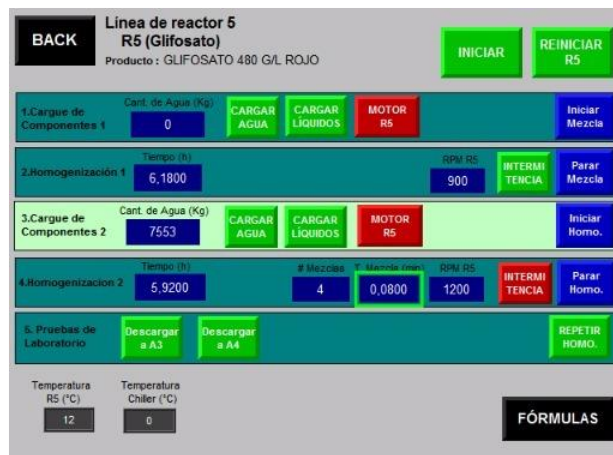 BACK
Línea de reactor 5
R5 (Glifosato)
Producto : GLIFOSATO 480 G/L ROJO
INICIAR
REINICIAR
R5
1.Cargue de
Componentes 1
Cant. de Agua (Kg)
0
CARGAR
AGUA
CARGAR
LÍQUIDOS
MOTOR
R5
Iniciar
Mezcla
2.Homogenización 1
Tiempo (h)
6,1800
RPM R5
900
INTERMI
TENCIA
Parar
Mezcla
3.Cargue de
Componentes 2
Cant. de Agua (Kg)
7553
CARGAR
AGUA
CARGAR
LÍQUIDOS
MOTOR
R5
Iniciar
Homo.
4.Homogenizacion 2
Tiempo (h)
5,9200
# Mezclas
4
T. Mezcla (min)
0,0800
RPM R5
1200
INTERMI
TENCIA
Parar
Homo.
5. Pruebas de
Laboratorio
Descargar
a A3
Descargar
a A4
REPETIR
HOMO.
Temperatura
R5 (°C)
12
Temperatura
Chiller (°C)
0
FÓRMULAS